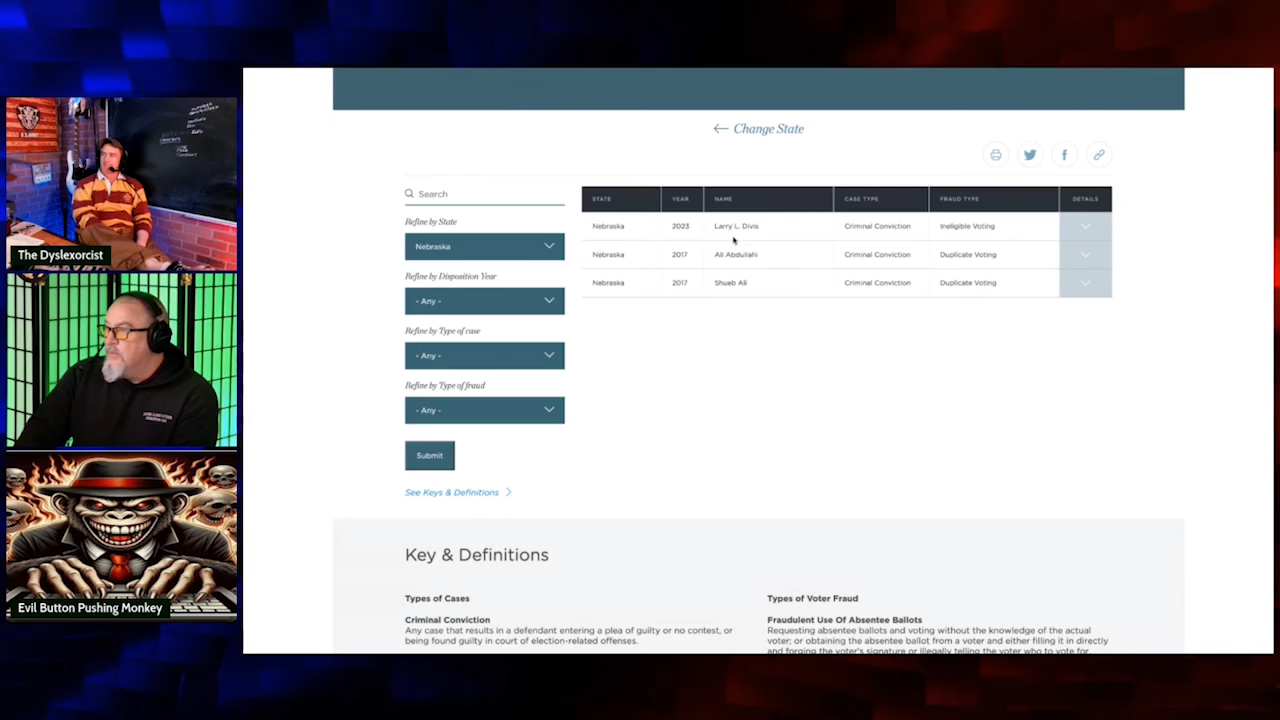 The Dyslexorcist
Evil Button Pushing Monkey
← Change State
Search
Refine by State
Nebraska
Refine by Disposition Year
- Any -
Refine by Type of case
- Any -
Refine by Type of fraud
- Any -
Submit
See Keys & Definitions
STATE YEAR NAME CASE TYPE FRAUD TYPE DETAILS
Nebraska 2023 Larry L. Divis Criminal Conviction Ineligible Voting
Nebraska 2017 Ali Abdullahi Criminal Conviction Duplicate Voting
Nebraska 2017 Shueb Ali Criminal Conviction Duplicate Voting
Key & Definitions
Types of Cases
Criminal Conviction
Any case that results in a defendant entering a plea of guilty or no contest, or
being found guilty in court of election-related offenses.
Types of Voter Fraud
Fraudulent Use Of Absentee Ballots
Requesting absentee ballots and voting without the knowledge of the actual
voter; or obtaining the absentee ballot from a voter and either filling it in directly
and forging the voter's signature or illegally telling the voter who to vote for.